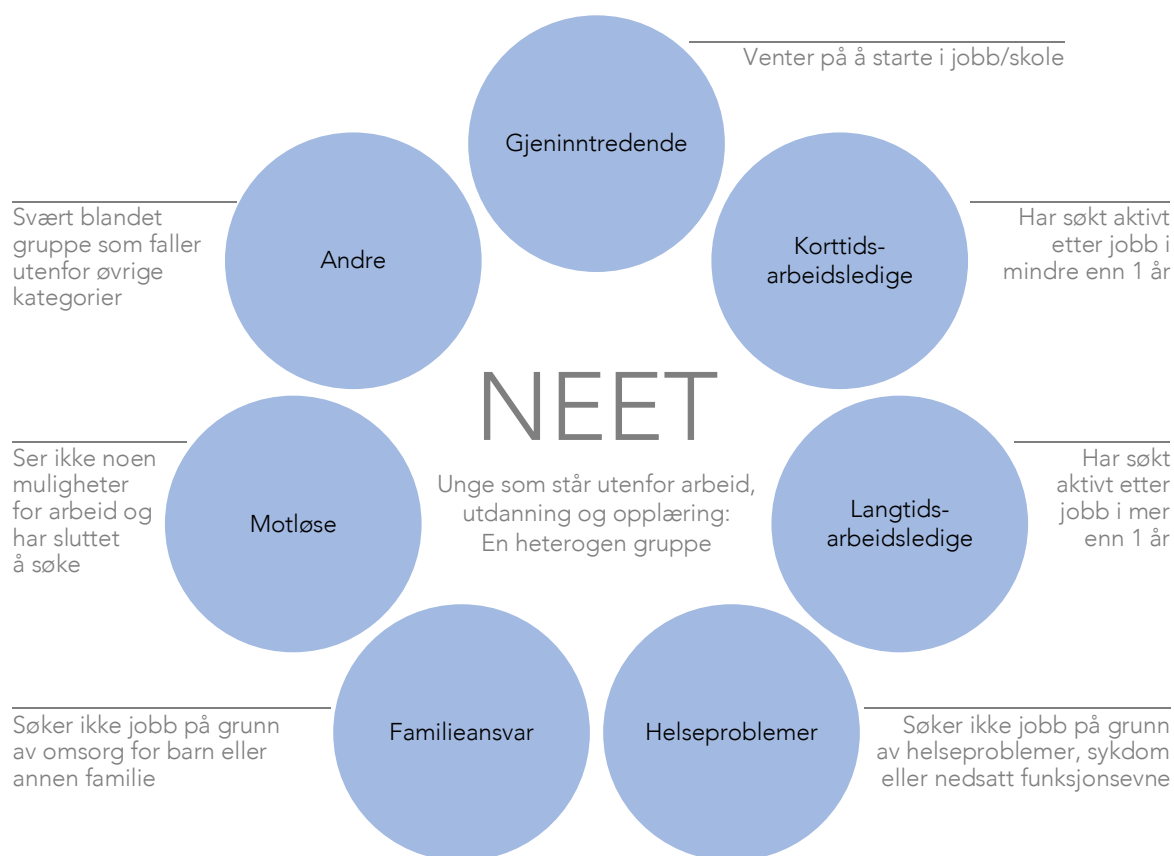 Gjeninntredende
Venter på å starte i jobb/skole
Korttids-
arbeidsledige
Har søkt aktivt
etter jobb i
mindre enn 1 år
Langtids-
arbeidsledige
Har søkt
aktivt etter
jobb i mer
enn 1 år
Helseproblemer
Søker ikke jobb på grunn
av helseproblemer, sykdom
eller nedsatt funksjonsevne
Familieansvar
Søker ikke jobb på grunn
av omsorg for barn eller
annen familie
Motløse
Ser ikke noen
muligheter
for arbeid og
har sluttet
å søke
Andre
Svært blandet
gruppe som faller
utenfor øvrige
kategorier
NEET
Unge som står utenfor arbeid,
utdanning og opplæring:
En heterogen gruppe